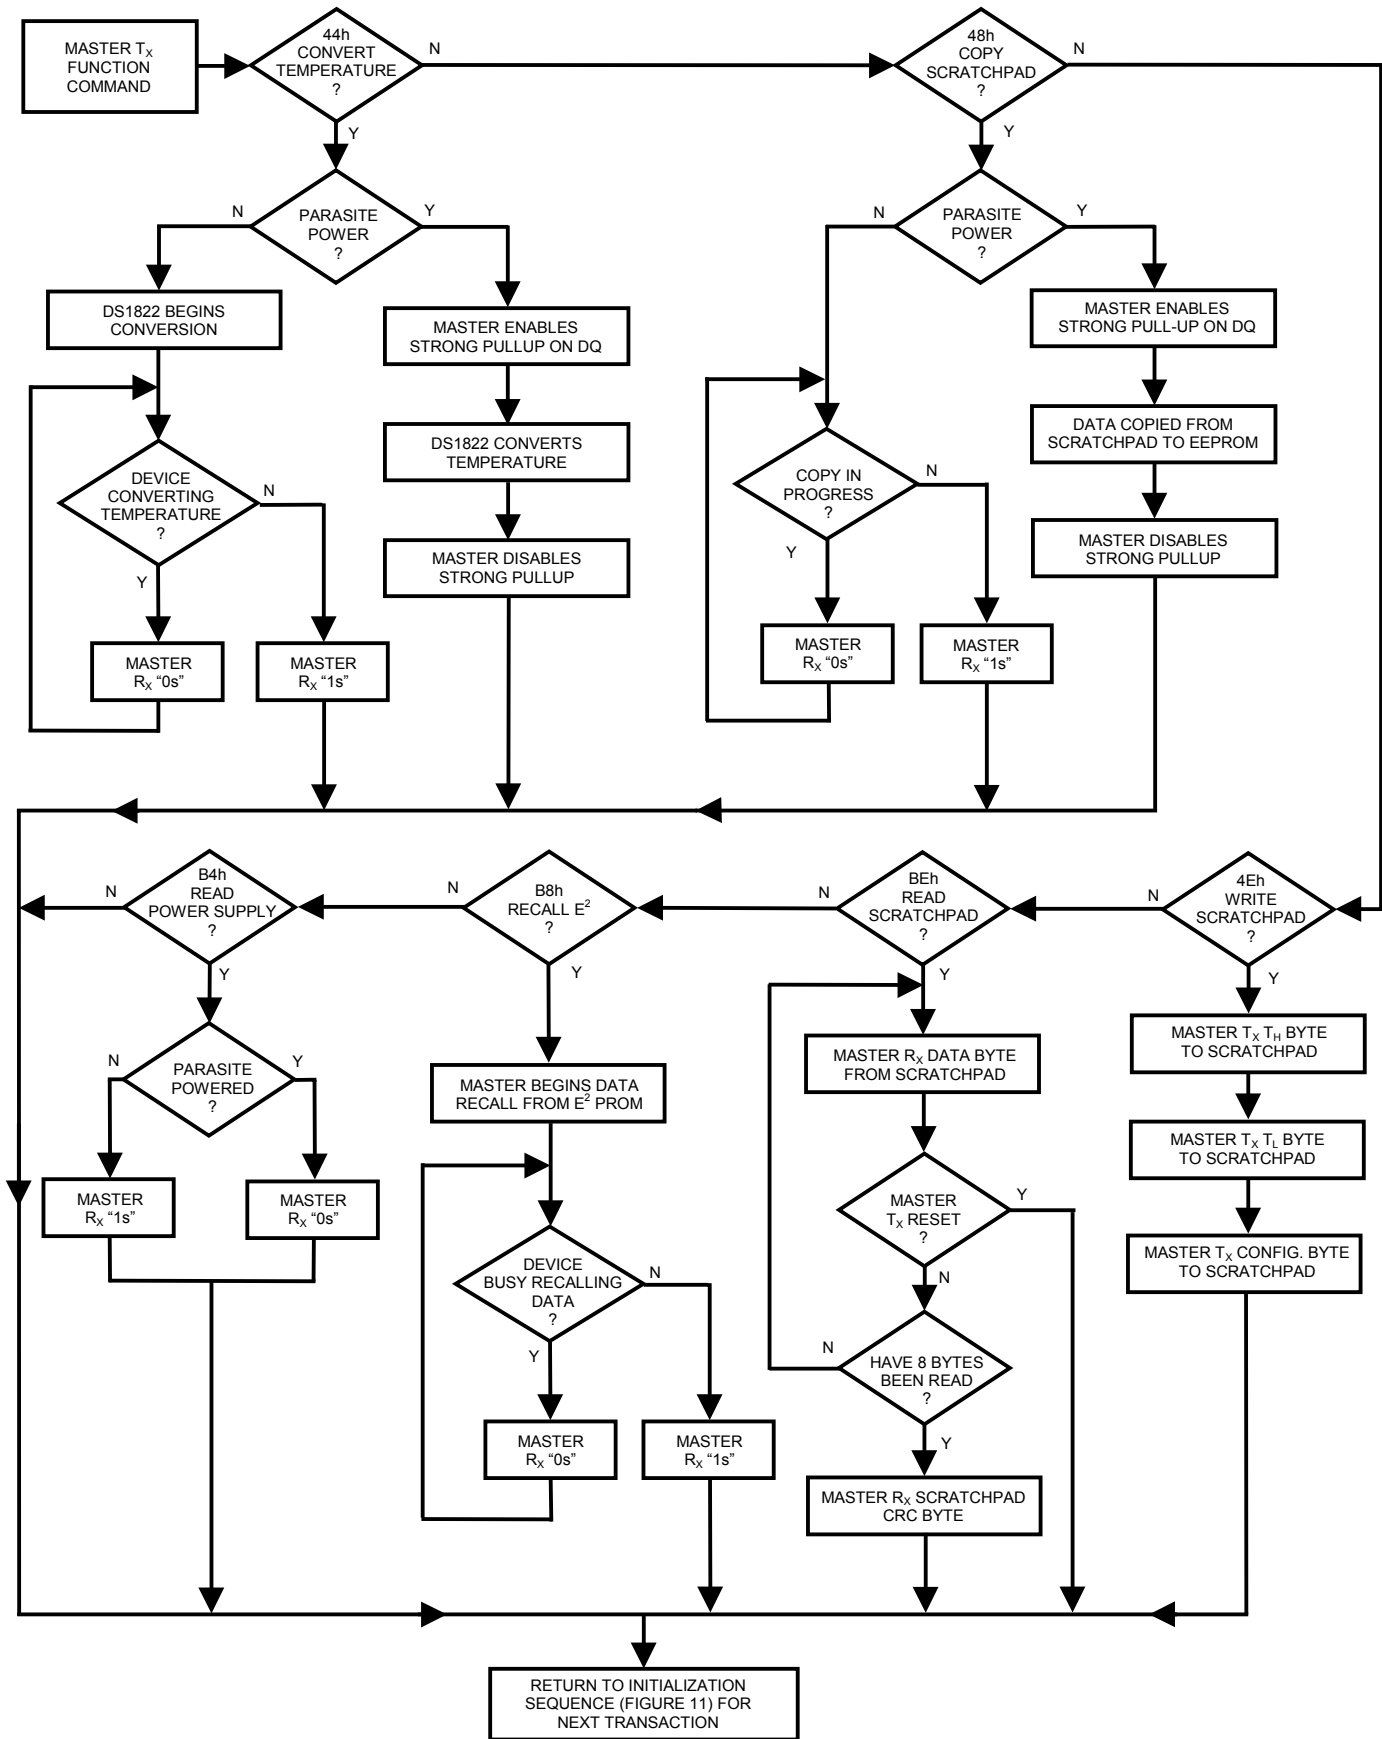 MASTER TX
FUNCTION
COMMAND
44h
CONVERT
TEMPERATURE
?
N
Y
48h
COPY
SCRATCHPAD
?
N
Y
PARASITE
POWER
?
N
Y
PARASITE
POWER
?
N
Y
DS1822 BEGINS
CONVERSION
MASTER ENABLES
STRONG PULLUP ON DQ
MASTER ENABLES
STRONG PULL-UP ON DQ
DEVICE
CONVERTING
TEMPERATURE
?
N
Y
DS1822 CONVERTS
TEMPERATURE
COPY IN
PROGRESS
?
N
Y
DATA COPIED FROM
SCRATCHPAD TO EEPROM
MASTER DISABLES
STRONG PULLUP
MASTER DISABLES
STRONG PULLUP
MASTER
RX “0s”
MASTER
RX “1s”
MASTER
RX “0s”
MASTER
RX “1s”
B4h
READ
POWER SUPPLY
?
N
Y
B8h
RECALL E2
?
N
Y
BEh
READ
SCRATCHPAD
?
N
Y
4Eh
WRITE
SCRATCHPAD
?
N
Y
PARASITE
POWERED
?
N
Y
MASTER BEGINS DATA
RECALL FROM E2 PROM
MASTER RX DATA BYTE
FROM SCRATCHPAD
MASTER TX TH BYTE
TO SCRATCHPAD
MASTER TX TL BYTE
TO SCRATCHPAD
MASTER
RX “1s”
MASTER
RX “0s”
MASTER
TX RESET
?
Y
N
MASTER TX CONFIG. BYTE
TO SCRATCHPAD
DEVICE
BUSY RECALLING
DATA
?
N
Y
HAVE 8 BYTES
BEEN READ
?
N
Y
MASTER
RX “0s”
MASTER
RX “1s”
MASTER RX SCRATCHPAD
CRC BYTE
RETURN TO INITIALIZATION
SEQUENCE (FIGURE 11) FOR
NEXT TRANSACTION